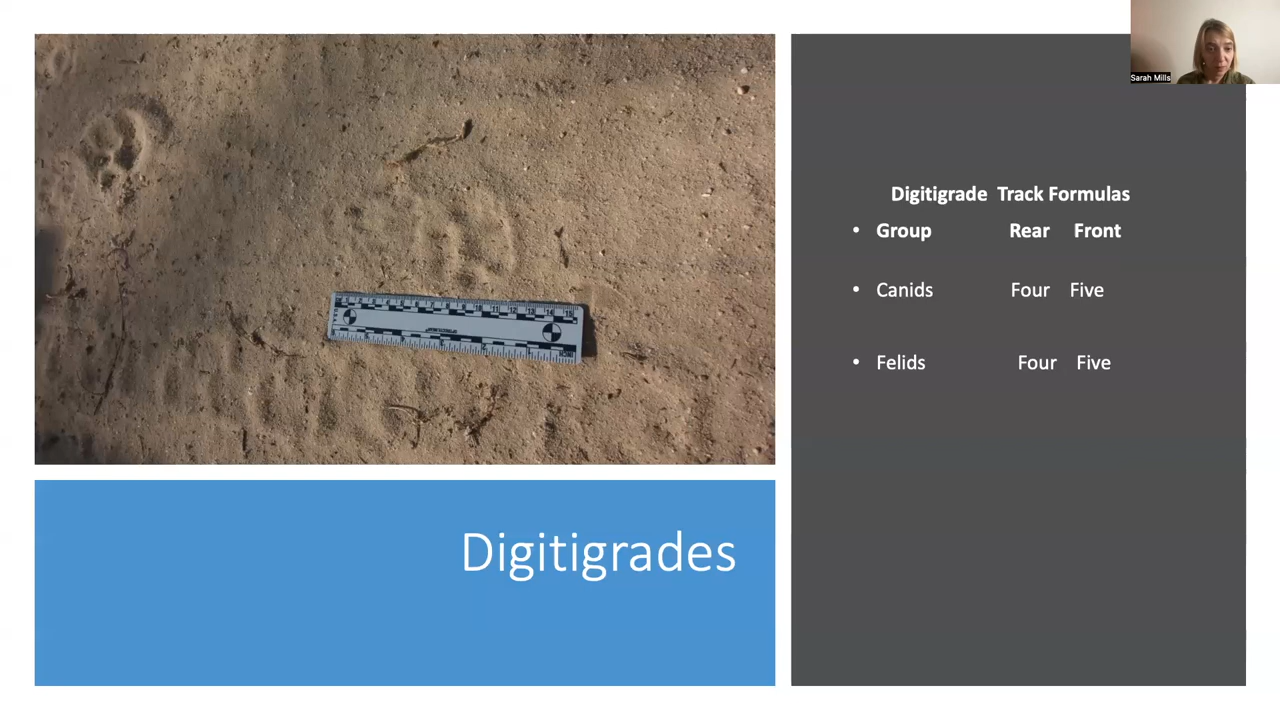 Sarah Mills
Digitigrade Track Formulas
• Group Rear Front
• Canids Four Five
• Felids Four Five
Digitigrades